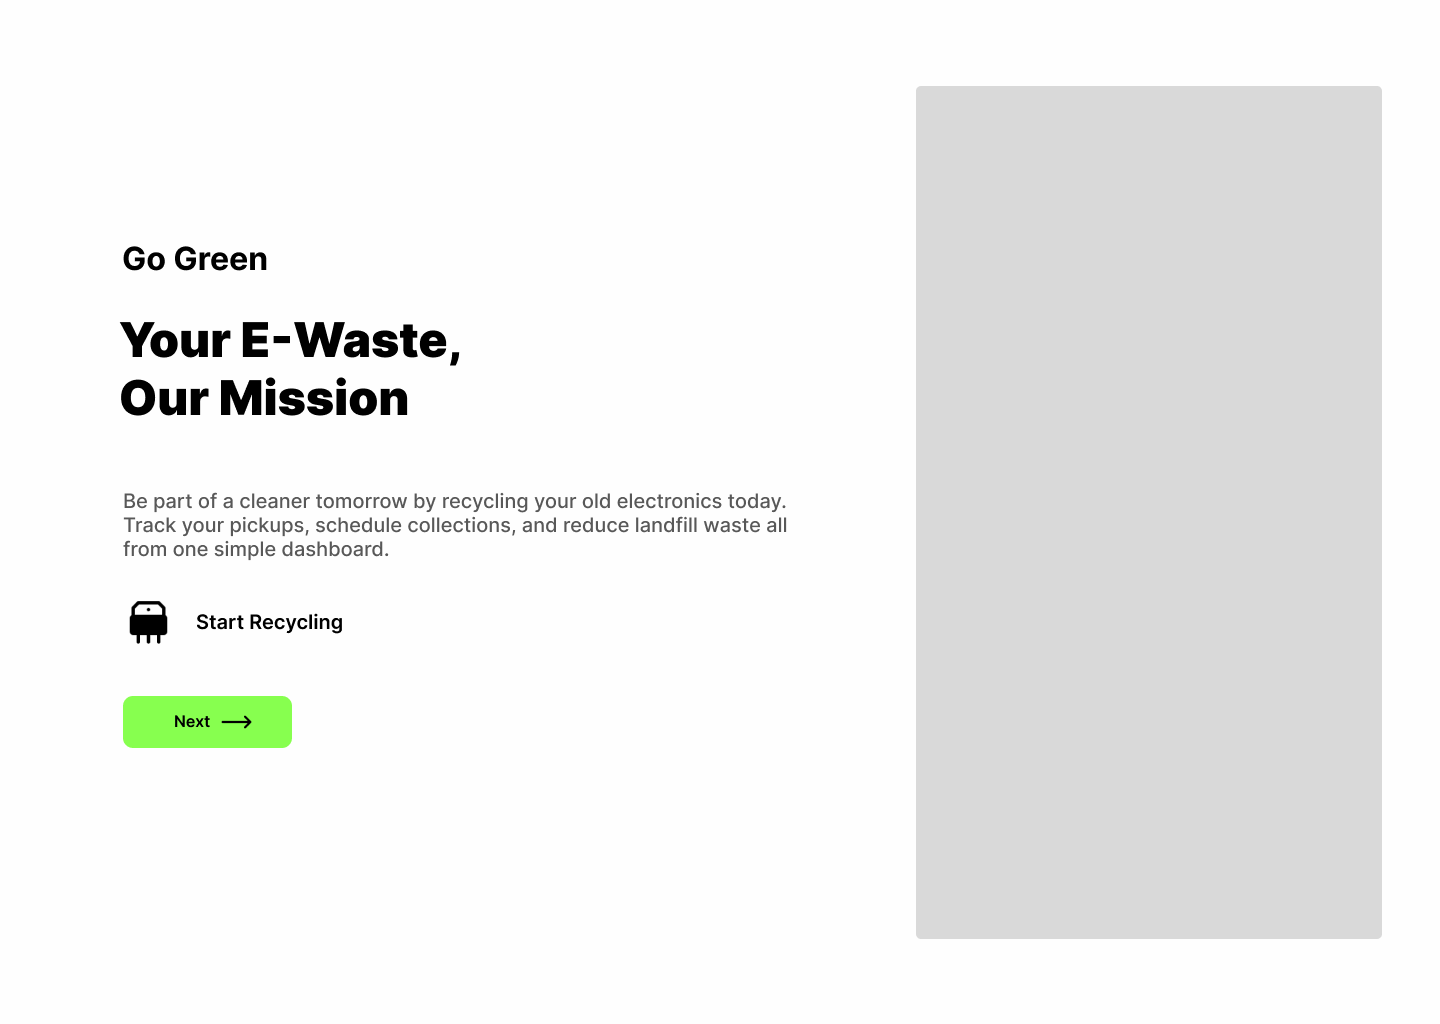 Go Green
Your E-Waste,
Our Mission
Be part of a cleaner tomorrow by recycling your old electronics today.
Track your pickups, schedule collections, and reduce landfill waste all
from one simple dashboard.
Start Recycling
Next